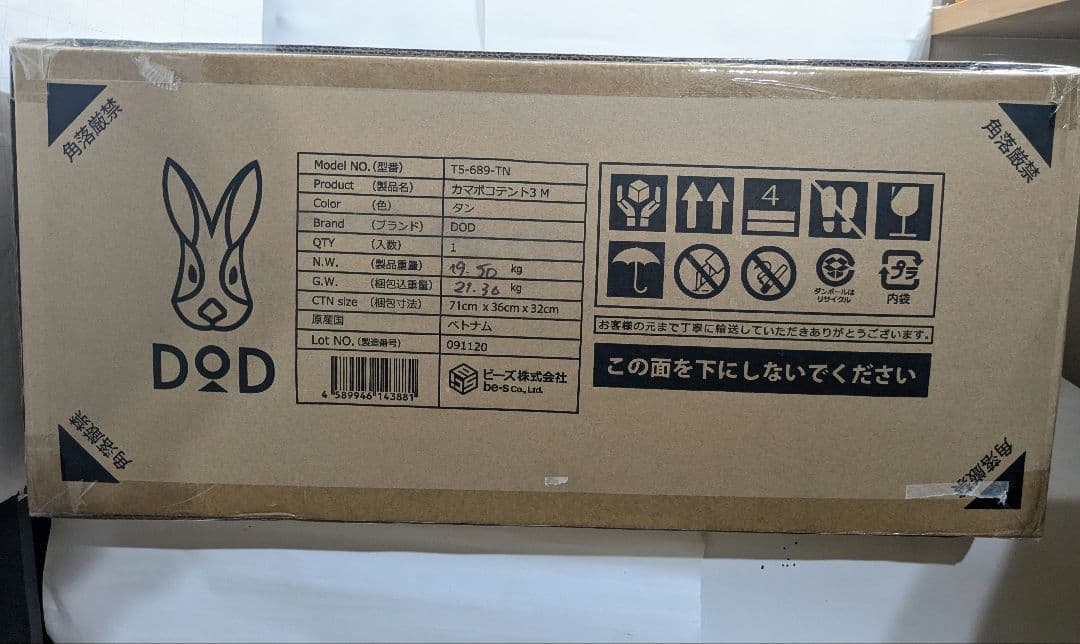 角落厳禁
角落厳禁
DOD
Model NO. (型番) T5-689-TN
Product (製品名) カマボコテント3 M
Color (色) タン
Brand (ブランド) DOD
QTY (入数) 1
N.W. (製品重量) 19.50 kg
G.W. (梱包込重量) 21.36 kg
CTN size (梱包寸法) 71cm x 36cm x 32cm
原産国 ベトナム
Lot NO. (製造番号) 091120
4 589946 143881
ビーズ株式会社
be-s Co., Ltd.
4
ダンボールは
リサイクル
プラ
内袋
お客様の元まで丁寧に輸送していただきありがとうございます。
この面を下にしないでください
角落厳禁
角落厳禁